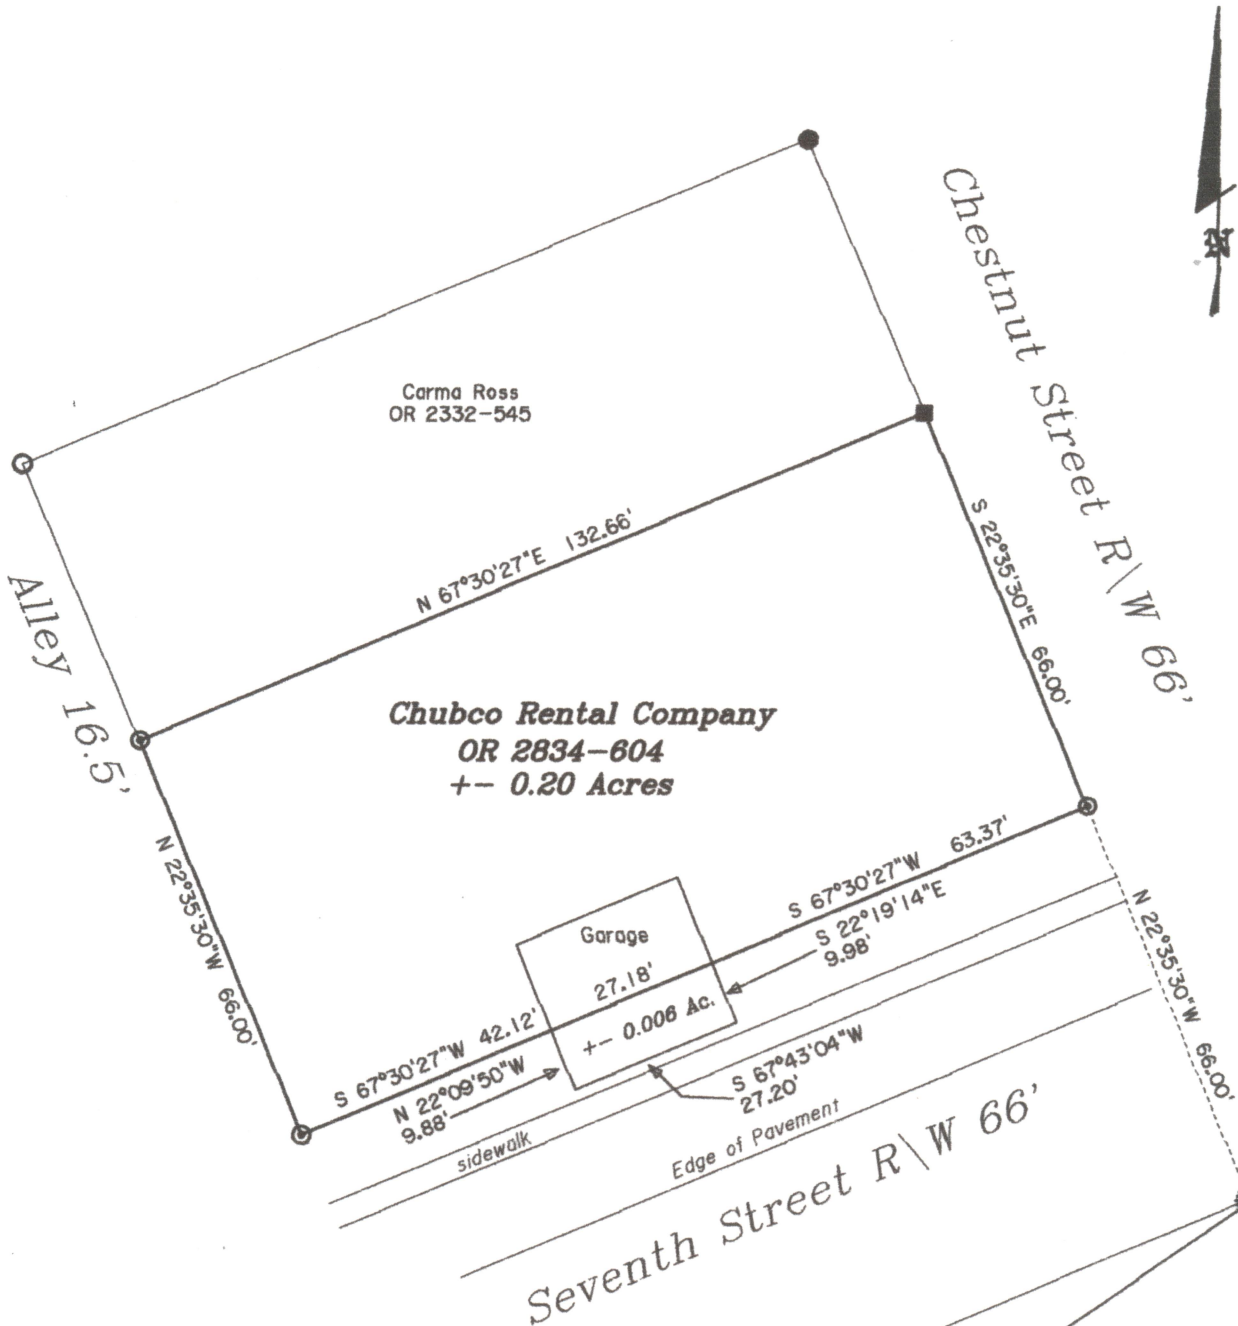 Chestnut Street R\W 66'
Carma Ross
OR 2332-545
N 67°30'27"E 132.66'
S 22°35'30"E 66.00'
Alley 16.5'
Chubco Rental Company
OR 2834-604
+- 0.20 Acres
N 22°35'30"W 66.00'
S 67°30'27"W 63.37'
Garage
S 22°19'14"E
9.98'
27.18'
+- 0.006 Ac.
S 67°30'27"W 42.12'
N 22°09'50"W
9.88'
S 67°43'04"W
27.20'
N 22°35'30"W 66.00'
sidewalk
Edge of Pavement
Seventh Street R\W 66'